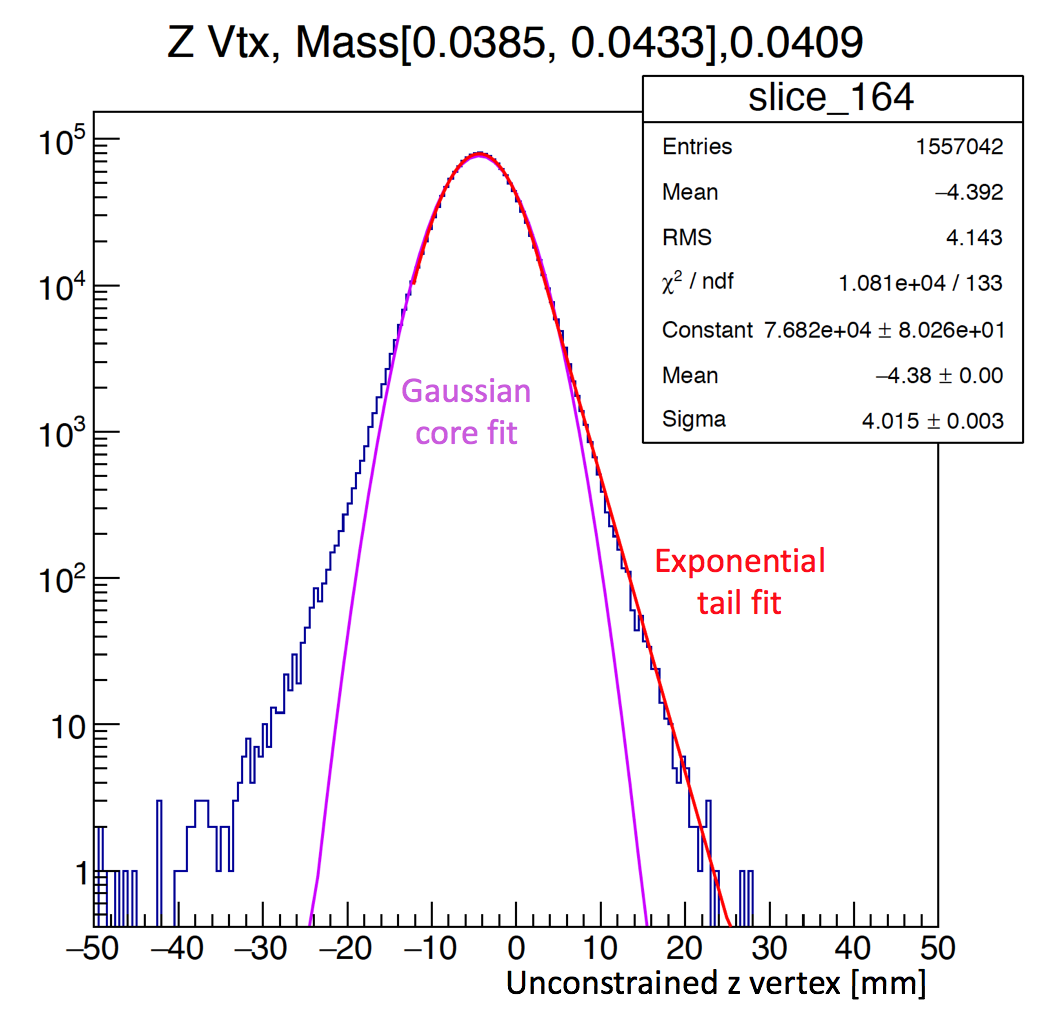 Z Vtx, Mass[0.0385, 0.0433],0.0409
slice_164
Entries 1557042
Mean −4.392
RMS 4.143
χ² / ndf 1.081e+04 / 133
Constant 7.682e+04 ± 8.026e+01
Mean −4.38 ± 0.00
Sigma 4.015 ± 0.003
10⁵
10⁴
10³
10²
10
1
Gaussian
core fit
Exponential
tail fit
−50 −40 −30 −20 −10 0 10 20 30 40 50
Unconstrained z vertex [mm]